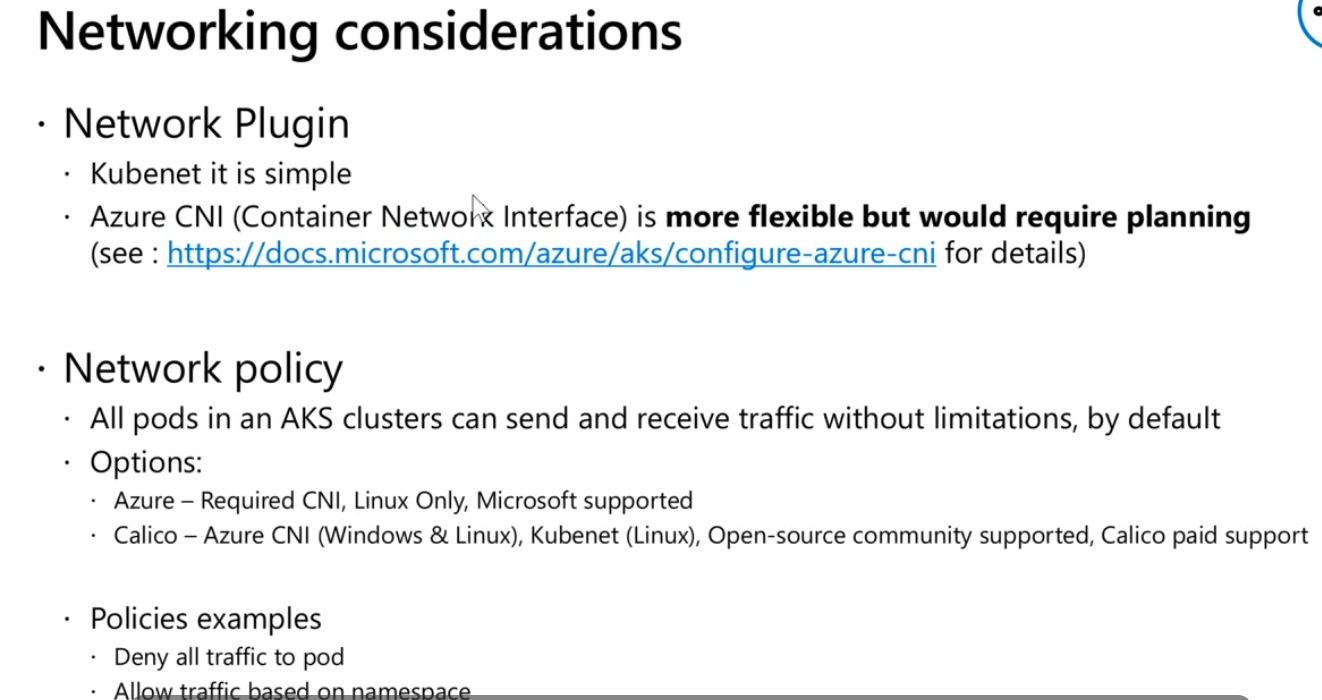 Networking considerations
· Network Plugin
· Kubenet it is simple
· Azure CNI (Container Network Interface) is more flexible but would require planning
(see : https://docs.microsoft.com/azure/aks/configure-azure-cni for details)
· Network policy
· All pods in an AKS clusters can send and receive traffic without limitations, by default
· Options:
· Azure – Required CNI, Linux Only, Microsoft supported
· Calico – Azure CNI (Windows & Linux), Kubenet (Linux), Open-source community supported, Calico paid support
· Policies examples
· Deny all traffic to pod
· Allow traffic based on namespace